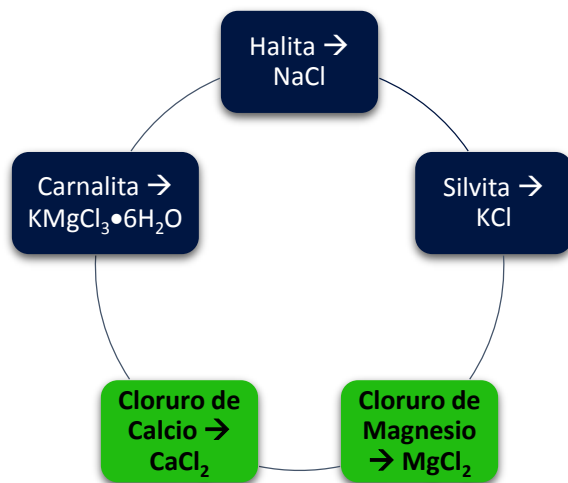 Halita →
NaCl
Carnalita →
KMgCl₃●6H₂O
Silvita →
KCl
Cloruro de
Calcio →
CaCl₂
Cloruro de
Magnesio
→ MgCl₂